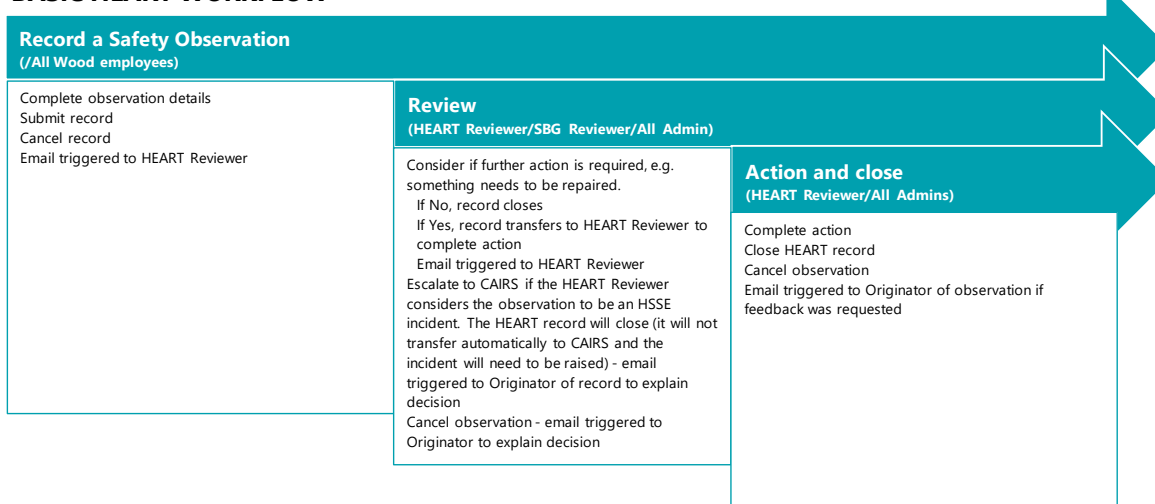 Record a Safety Observation
(/All Wood employees)
Complete observation details
Submit record
Cancel record
Email triggered to HEART Reviewer
Review
(HEART Reviewer/SBG Reviewer/All Admin)
Consider if further action is required, e.g.
something needs to be repaired.
If No, record closes
If Yes, record transfers to HEART Reviewer to
complete action
Email triggered to HEART Reviewer
Escalate to CAIRS if the HEART Reviewer
considers the observation to be an HSSE
incident. The HEART record will close (it will not
transfer automatically to CAIRS and the
incident will need to be raised) - email
triggered to Originator of record to explain
decision
Cancel observation - email triggered to
Originator to explain decision
Action and close
(HEART Reviewer/All Admins)
Complete action
Close HEART record
Cancel observation
Email triggered to Originator of observation if
feedback was requested